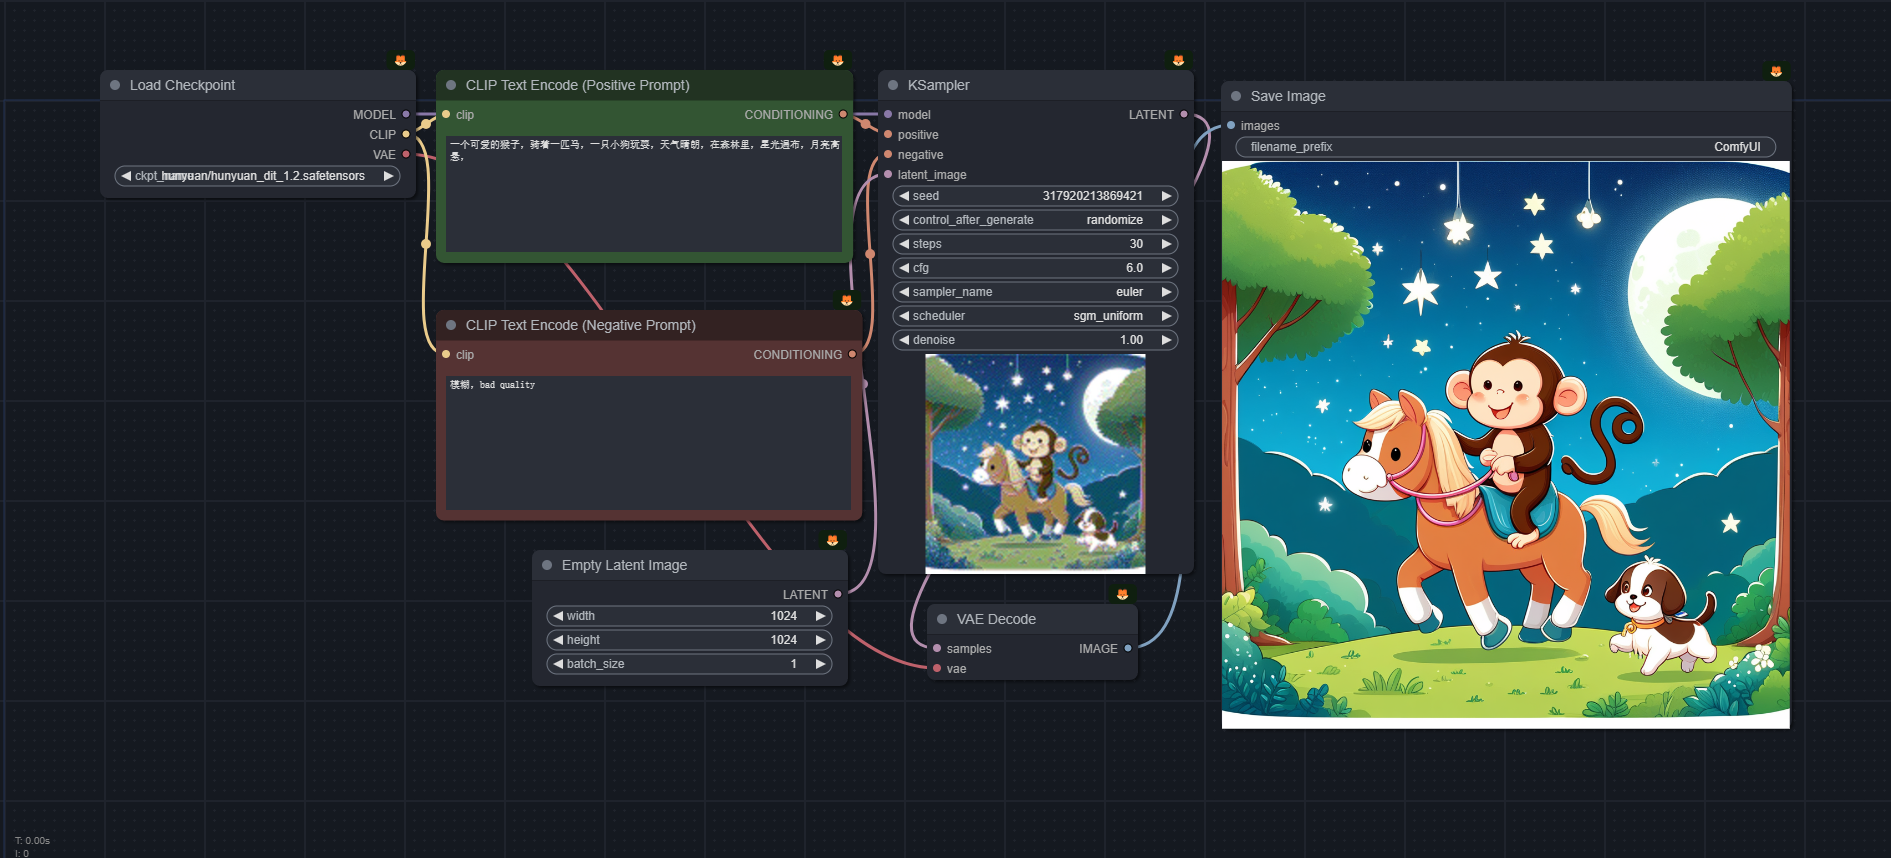 Load Checkpoint
MODEL
CLIP
VAE
hunyuan/hunyuan_dit_1.2.safetensors
CLIP Text Encode (Positive Prompt)
clip
CONDITIONING
一个可爱的猴子，骑着一匹马，一只小狗玩耍，天气晴朗，在森林里，星光遍布，月亮高
悬，
CLIP Text Encode (Negative Prompt)
clip
CONDITIONING
模糊，bad quality
Empty Latent Image
LATENT
width 1024
height 1024
batch_size 1
KSampler
model
LATENT
positive
negative
latent_image
seed 317920213869421
control_after_generate randomize
steps 30
cfg 6.0
sampler_name euler
scheduler sgm_uniform
denoise 1.00
VAE Decode
samples
IMAGE
vae
Save Image
images
filename_prefix ComfyUI
T: 0.00s
I: 0